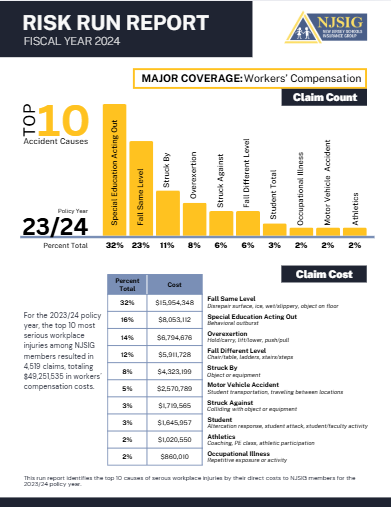 RISK RUN REPORT
FISCAL YEAR 2024
NJSIG
NEW JERSEY SCHOOLS
INSURANCE GROUP
MAJOR COVERAGE: Workers' Compensation
Claim Count
TOP 10
Accident Causes
Special Education Acting Out
Fall Same Level
Struck By
Overexertion
Struck Against
Fall Different Level
Student Total
Occupational Illness
Motor Vehicle Accident
Athletics
Policy Year
23/24
Percent Total
32% 23% 11% 8% 6% 6% 3% 2% 2% 2%
Claim Cost
For the 2023/24 policy
year, the top 10 most
serious workplace
injuries among NJSIG
members resulted in
4,519 claims, totaling
$49,251,535 in workers'
compensation costs.
Percent Total Cost
32% $15,954,348 Fall Same Level
Disrepair surface, ice, wet/slippery, object on floor
16% $8,053,112 Special Education Acting Out
Behavioral outburst
14% $6,794,676 Overexertion
Hold/carry, lift/lower, push/pull
12% $5,911,728 Fall Different Level
Chair/table, ladders, stairs/steps
8% $4,323,199 Struck By
Object or equipment
5% $2,570,789 Motor Vehicle Accident
Student transportation, traveling between locations
3% $1,719,565 Struck Against
Colliding with object or equipment
3% $1,645,957 Student
Altercation response, student attack, student/faculty activity
2% $1,020,550 Athletics
Coaching, PE class, athletic participation
2% $860,010 Occupational Illness
Repetitive exposure or activity
This run report identifies the top 10 causes of serious workplace injuries by their direct costs to NJSIG members for the
2023/24 policy year.